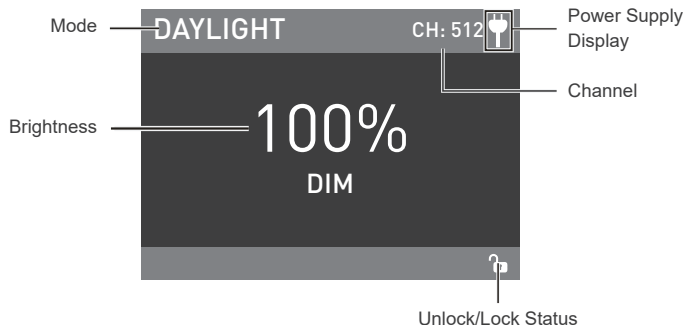 Mode
DAYLIGHT
CH: 512
Power Supply
Display
Channel
Brightness
100%
DIM
Unlock/Lock Status